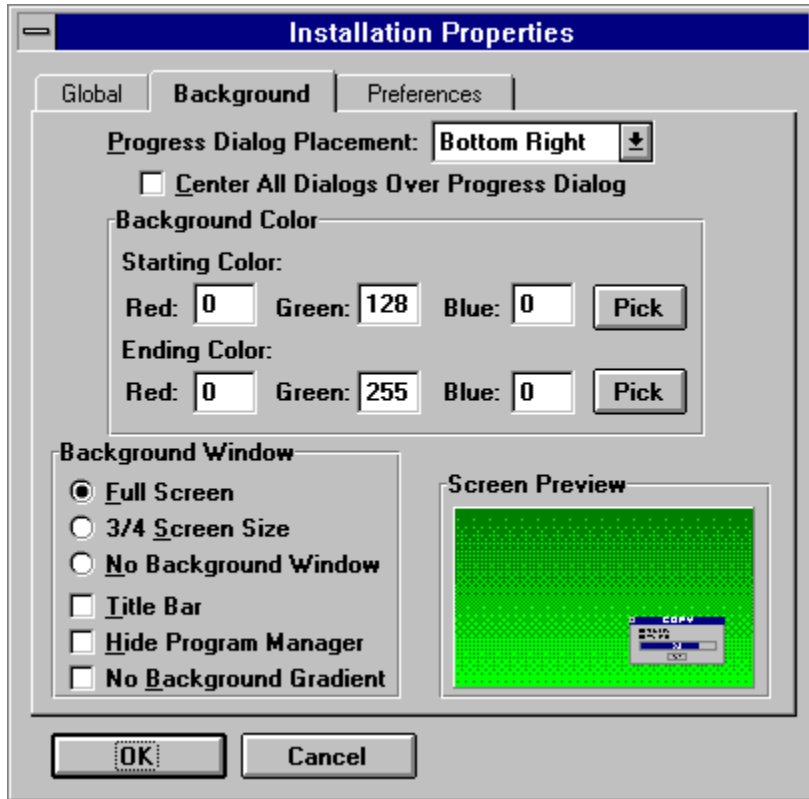 Installation Properties
Global Background Preferences
Progress Dialog Placement: Bottom Right
Center All Dialogs Over Progress Dialog
Background Color
Starting Color:
Red: 0 Green: 128 Blue: 0 Pick
Ending Color:
Red: 0 Green: 255 Blue: 0 Pick
Background Window
Full Screen
3/4 Screen Size
No Background Window
Title Bar
Hide Program Manager
No Background Gradient
Screen Preview
COPY
OK Cancel